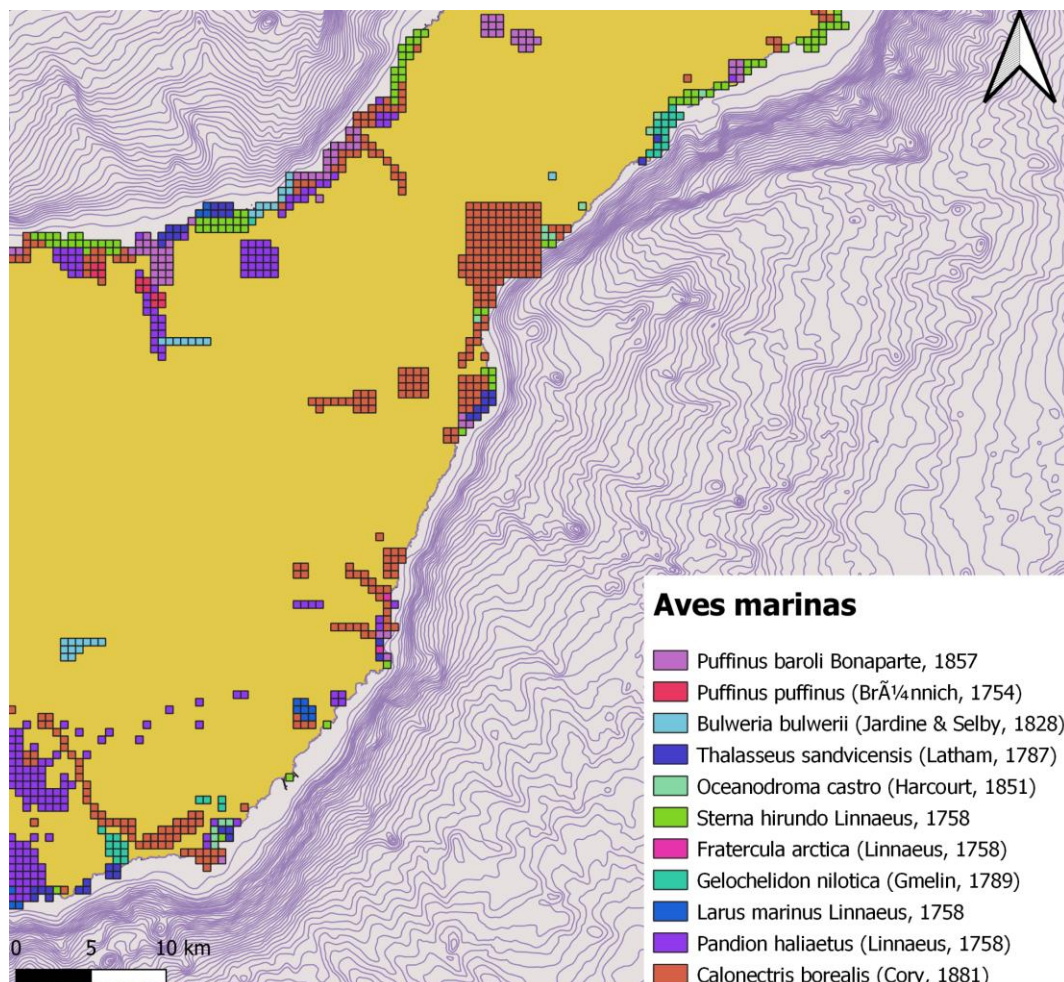 Aves marinas
Puffinus baroli Bonaparte, 1857
Puffinus puffinus (BrÃ¼nnich, 1754)
Bulweria bulwerii (Jardine & Selby, 1828)
Thalasseus sandvicensis (Latham, 1787)
Oceanodroma castro (Harcourt, 1851)
Sterna hirundo Linnaeus, 1758
Fratercula arctica (Linnaeus, 1758)
Gelochelidon nilotica (Gmelin, 1789)
Larus marinus Linnaeus, 1758
Pandion haliaetus (Linnaeus, 1758)
Calonectris borealis (Cory, 1881)
0 5 10 km